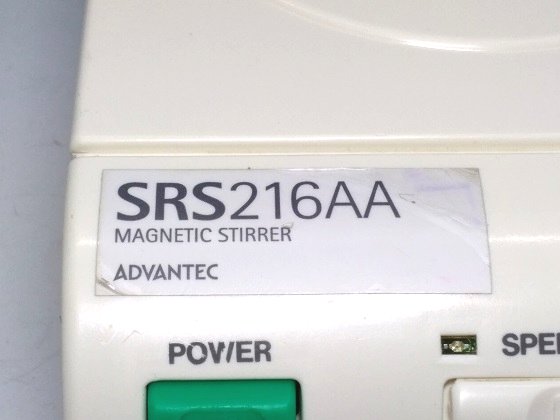 SRS216AA
MAGNETIC STIRRER
ADVANTEC
POWER